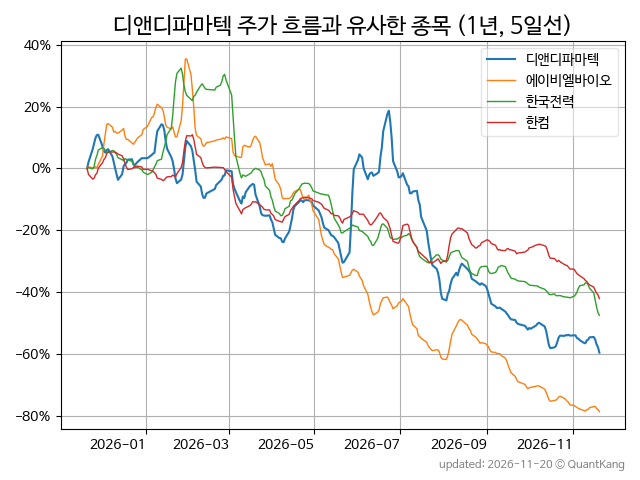 디앤디파마텍 주가 흐름과 유사한 종목 (1년, 5일선)
디앤디파마텍
에이비엘바이오
한국전력
한컴
40%
20%
0%
−20%
−40%
−60%
−80%
2026-01
2026-03
2026-05
2026-07
2026-09
2026-11
updated: 2026-11-20 © QuantKang